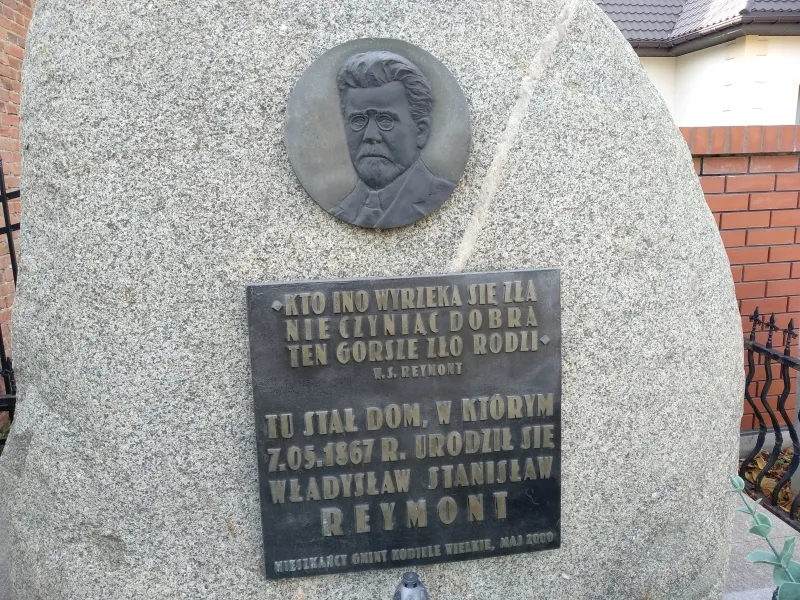 ◆KTO INO WYRZEKA SIĘ ZŁA
NIE CZYNIĄC DOBRA
TEN GORSZE ZŁO RODZI◆
W.S. REYMONT
TU STAŁ DOM, W KTÓRYM
7.05.1867 R. URODZIŁ SIĘ
WŁADYSŁAW STANISŁAW
REYMONT
MIESZKAŃCY GMINY KOBIELE WIELKIE, MAJ 2000